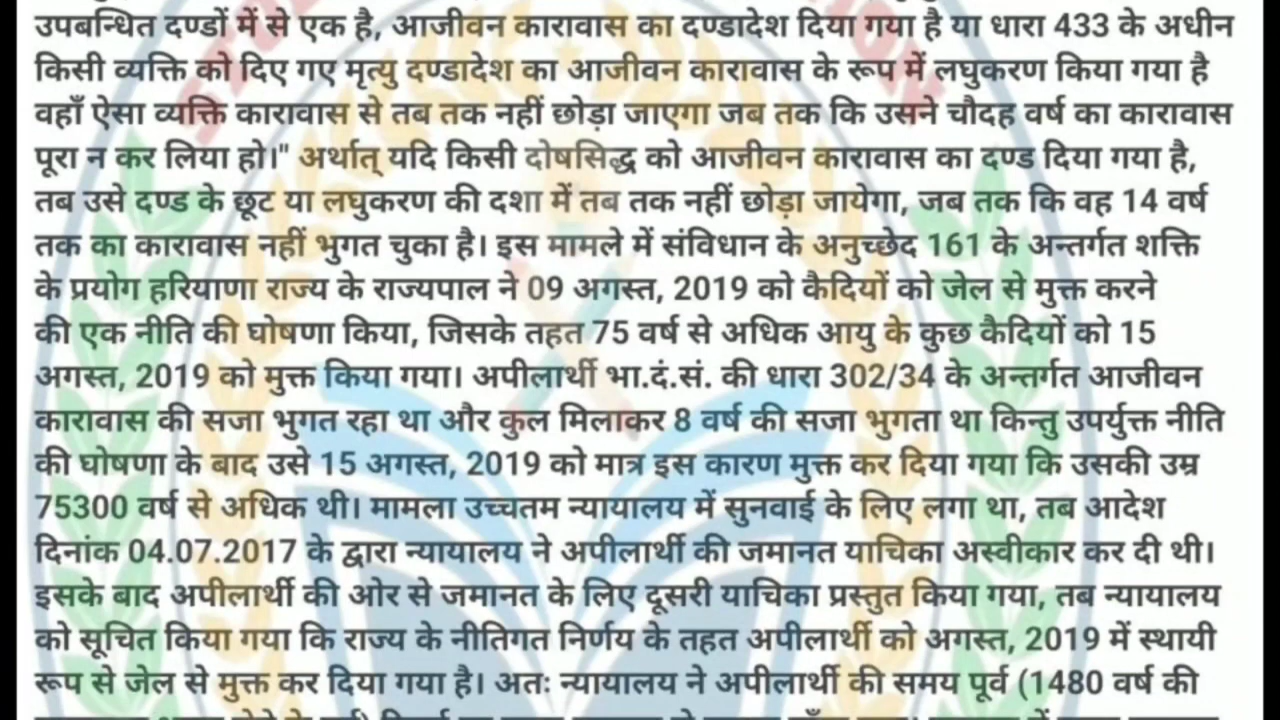 उपबन्धित दण्डों में से एक है, आजीवन कारावास का दण्डादेश दिया गया है या धारा 433 के अधीन
किसी व्यक्ति को दिए गए मृत्यु दण्डादेश का आजीवन कारावास के रूप में लघुकरण किया गया है
वहाँ ऐसा व्यक्ति कारावास से तब तक नहीं छोड़ा जाएगा जब तक कि उसने चौदह वर्ष का कारावास
पूरा न कर लिया हो।" अर्थात् यदि किसी दोषसिद्ध को आजीवन कारावास का दण्ड दिया गया है,
तब उसे दण्ड के छूट या लघुकरण की दशा में तब तक नहीं छोड़ा जायेगा, जब तक कि वह 14 वर्ष
तक का कारावास नहीं भुगत चुका है। इस मामले में संविधान के अनुच्छेद 161 के अन्तर्गत शक्ति
के प्रयोग हरियाणा राज्य के राज्यपाल ने 09 अगस्त, 2019 को कैदियों को जेल से मुक्त करने
की एक नीति की घोषणा किया, जिसके तहत 75 वर्ष से अधिक आयु के कुछ कैदियों को 15
अगस्त, 2019 को मुक्त किया गया। अपीलार्थी भा.दं.सं. की धारा 302/34 के अन्तर्गत आजीवन
कारावास की सजा भुगत रहा था और कुल मिलाकर 8 वर्ष की सजा भुगता था किन्तु उपर्युक्त नीति
की घोषणा के बाद उसे 15 अगस्त, 2019 को मात्र इस कारण मुक्त कर दिया गया कि उसकी उम्र
75300 वर्ष से अधिक थी। मामला उच्चतम न्यायालय में सुनवाई के लिए लगा था, तब आदेश
दिनांक 04.07.2017 के द्वारा न्यायालय ने अपीलार्थी की जमानत याचिका अस्वीकार कर दी थी।
इसके बाद अपीलार्थी की ओर से जमानत के लिए दूसरी याचिका प्रस्तुत किया गया, तब न्यायालय
को सूचित किया गया कि राज्य के नीतिगत निर्णय के तहत अपीलार्थी को अगस्त, 2019 में स्थायी
रूप से जेल से मुक्त कर दिया गया है। अतः न्यायालय ने अपीलार्थी की समय पूर्व (1480 वर्ष की